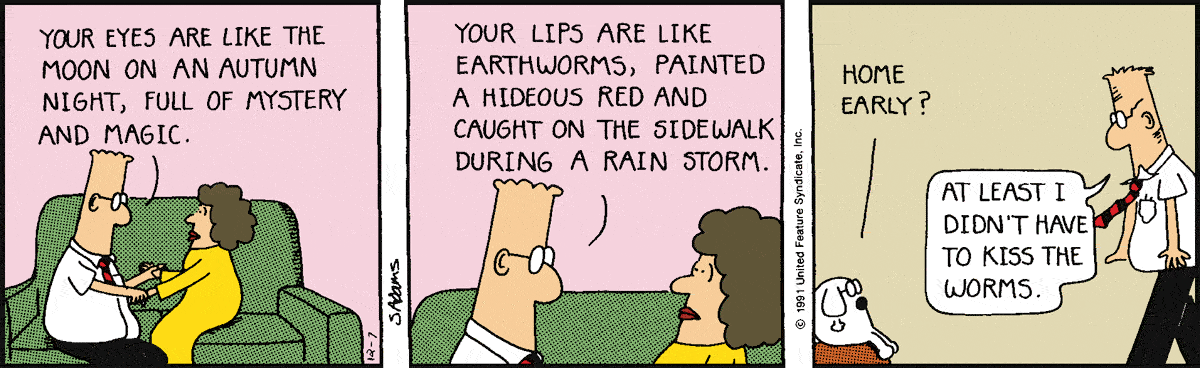 YOUR EYES ARE LIKE THE
MOON ON AN AUTUMN
NIGHT, FULL OF MYSTERY
AND MAGIC.
12-7
YOUR LIPS ARE LIKE
EARTHWORMS, PAINTED
A HIDEOUS RED AND
CAUGHT ON THE SIDEWALK
DURING A RAIN STORM.
S.Adams
© 1991 United Feature Syndicate, Inc.
HOME
EARLY?
AT LEAST I
DIDN'T HAVE
TO KISS THE
WORMS.